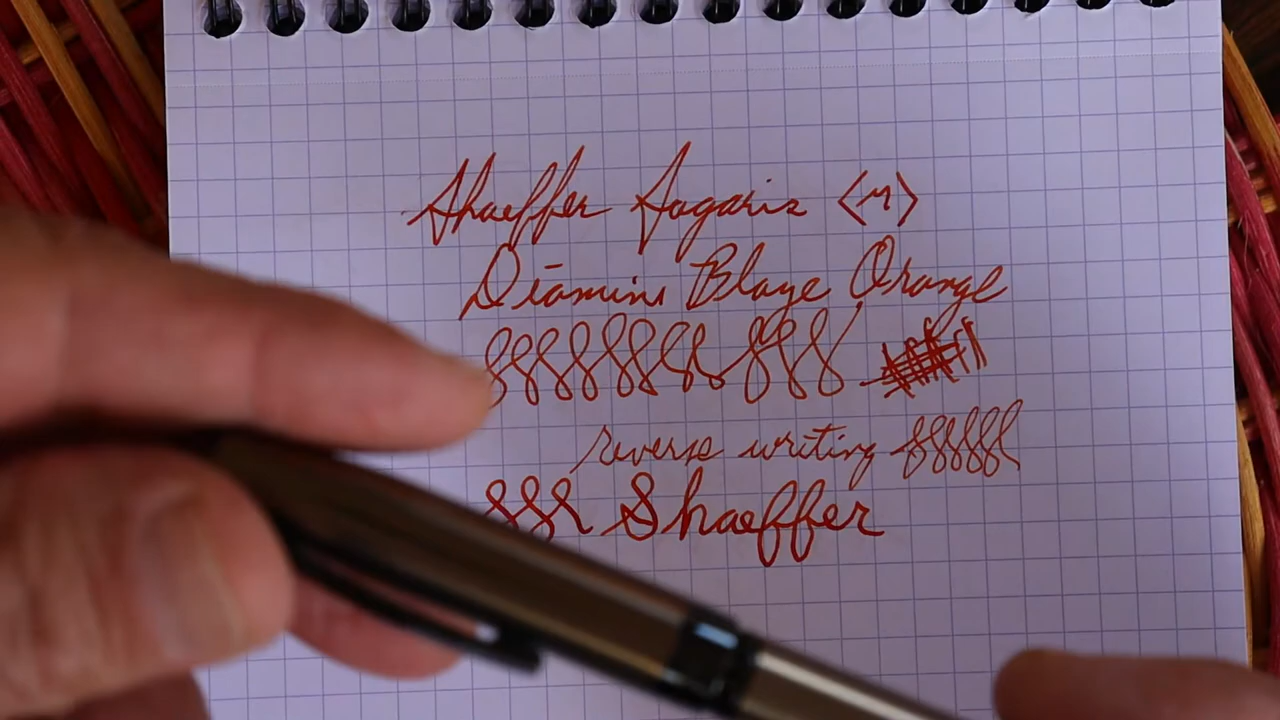 Shaeffer Sagaris <M>
Diamine Blaze Orange
reverse writing
Shaeffer